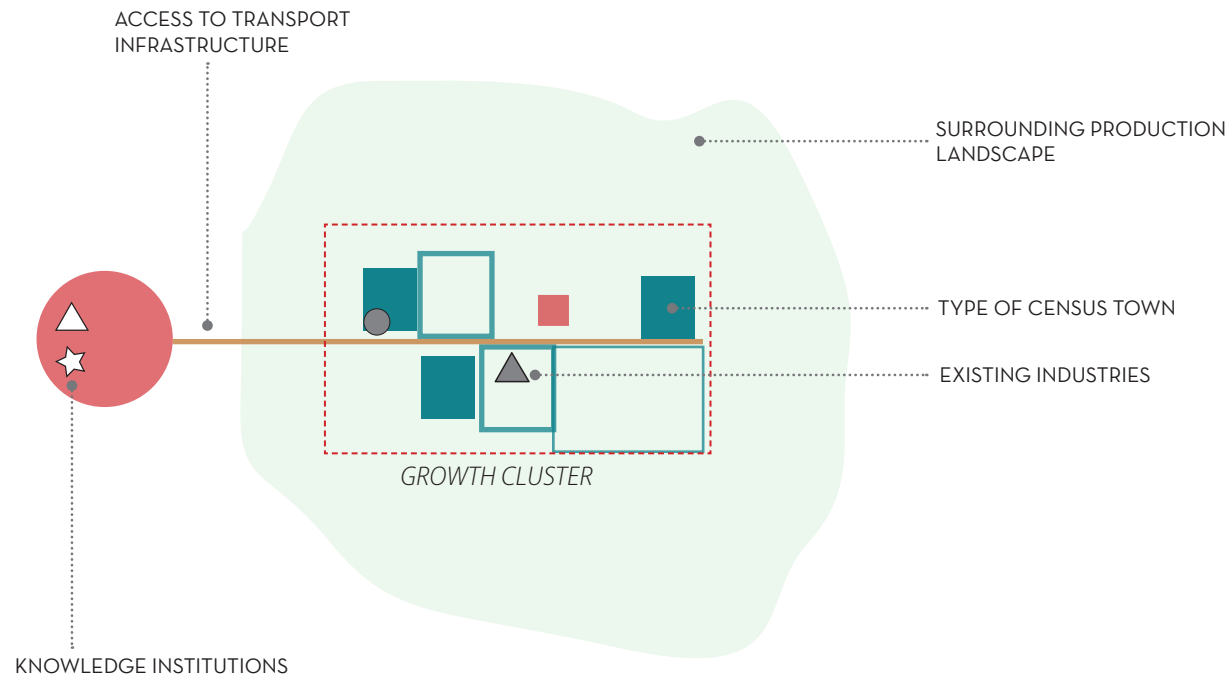 ACCESS TO TRANSPORT
INFRASTRUCTURE
SURROUNDING PRODUCTION
LANDSCAPE
TYPE OF CENSUS TOWN
EXISTING INDUSTRIES
GROWTH CLUSTER
KNOWLEDGE INSTITUTIONS